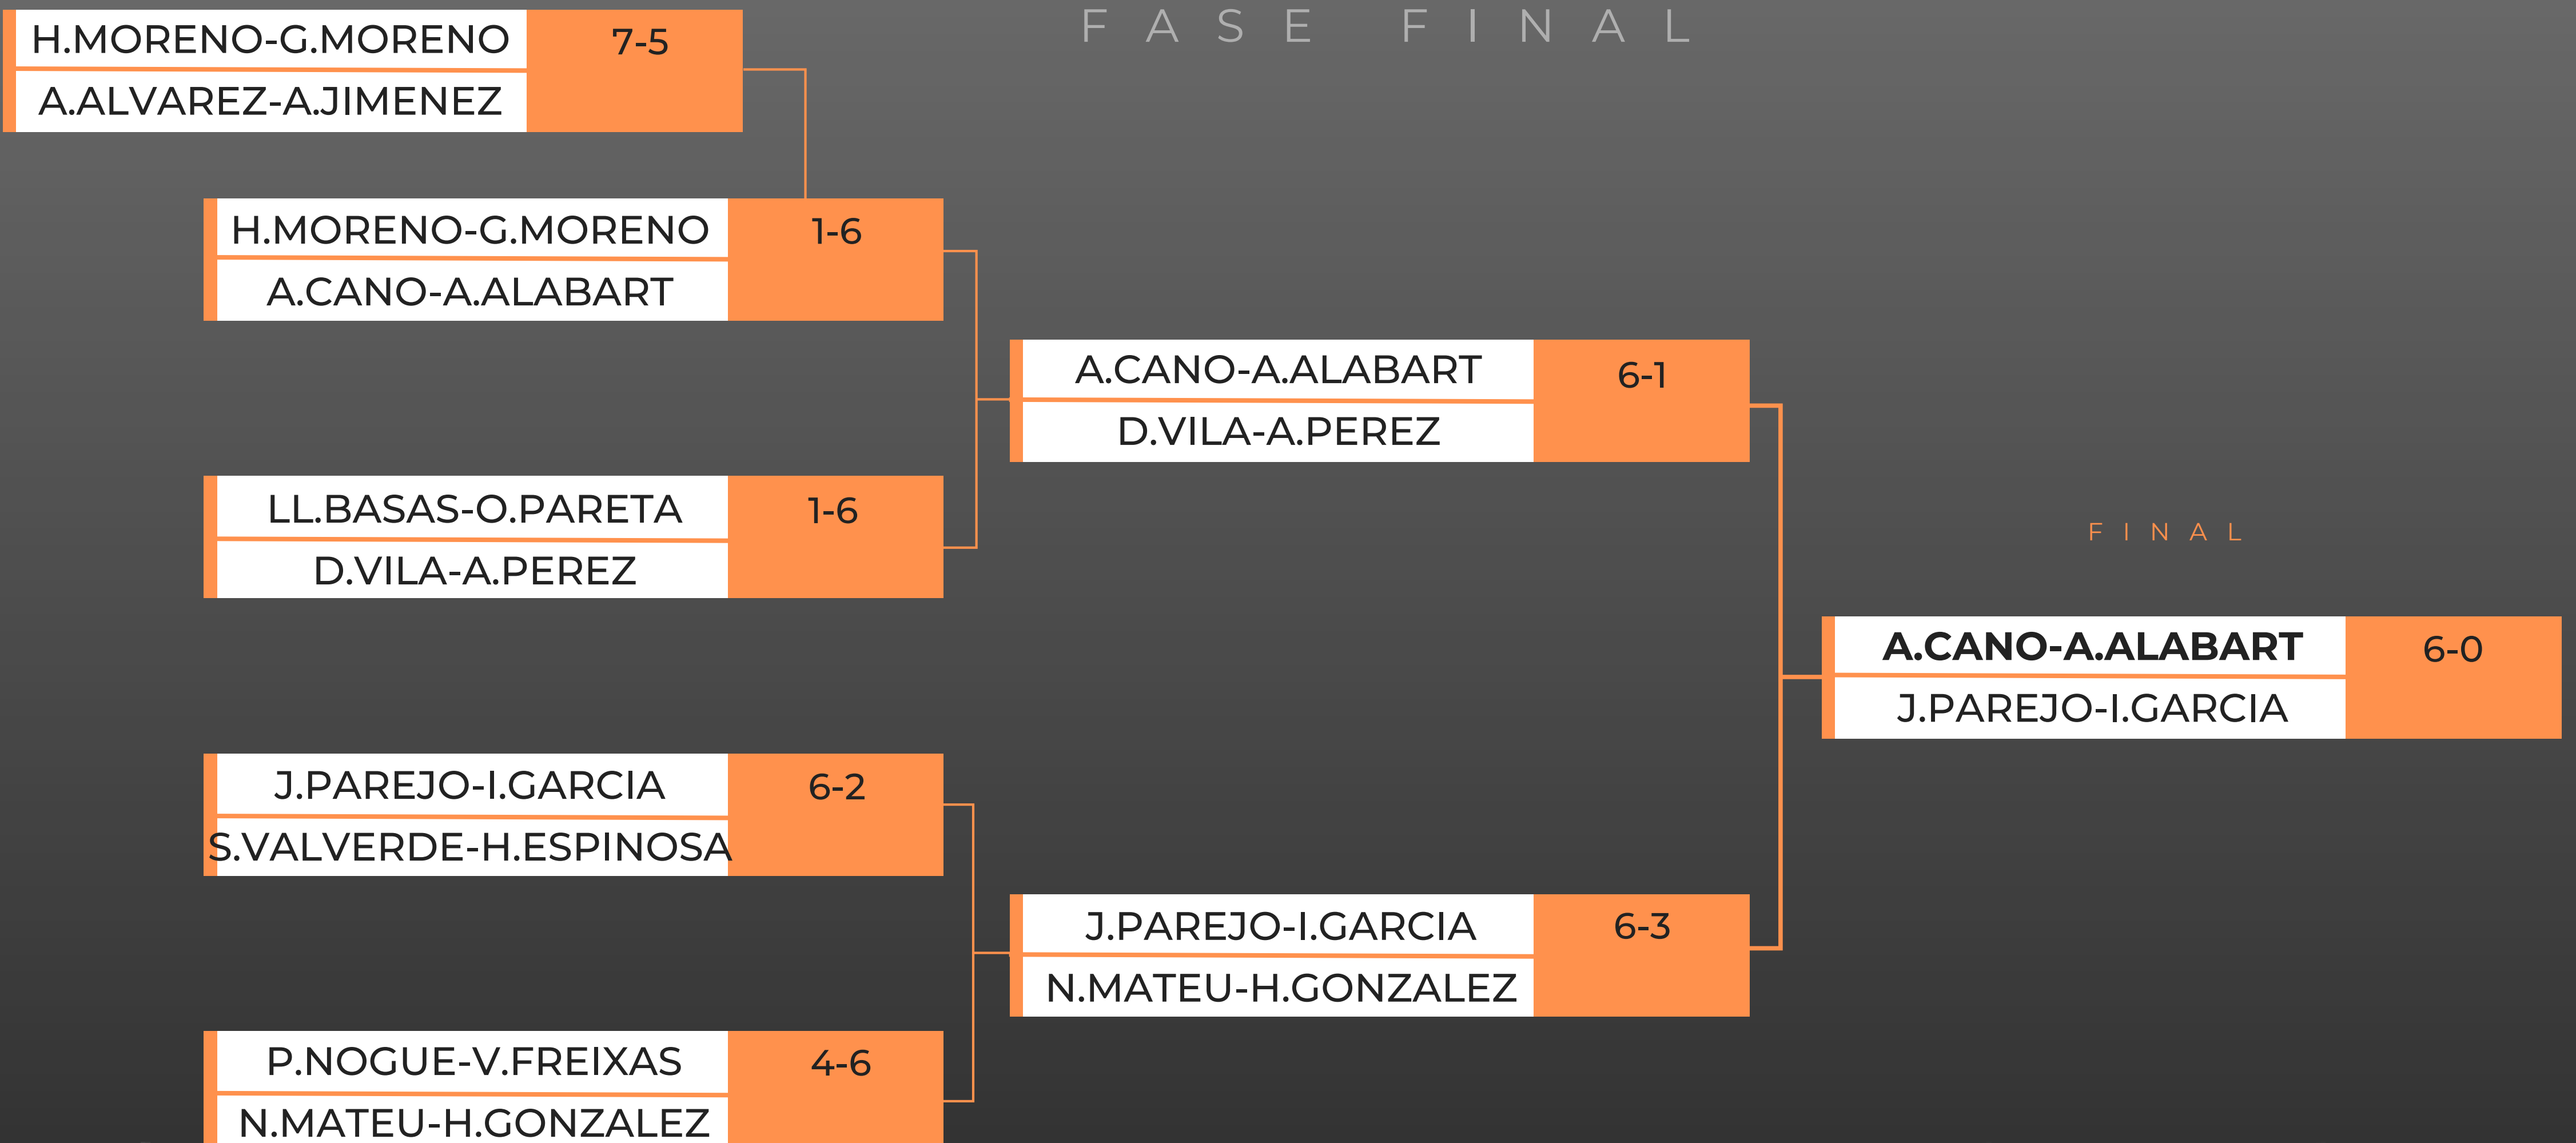 FASE FINAL
H.MORENO-G.MORENO
7-5
A.ALVAREZ-A.JIMENEZ
H.MORENO-G.MORENO
1-6
A.CANO-A.ALABART
A.CANO-A.ALABART
6-1
D.VILA-A.PEREZ
LL.BASAS-O.PARETA
1-6
D.VILA-A.PEREZ
FINAL
A.CANO-A.ALABART
6-0
J.PAREJO-I.GARCIA
J.PAREJO-I.GARCIA
6-2
S.VALVERDE-H.ESPINOSA
J.PAREJO-I.GARCIA
6-3
N.MATEU-H.GONZALEZ
P.NOGUE-V.FREIXAS
4-6
N.MATEU-H.GONZALEZ